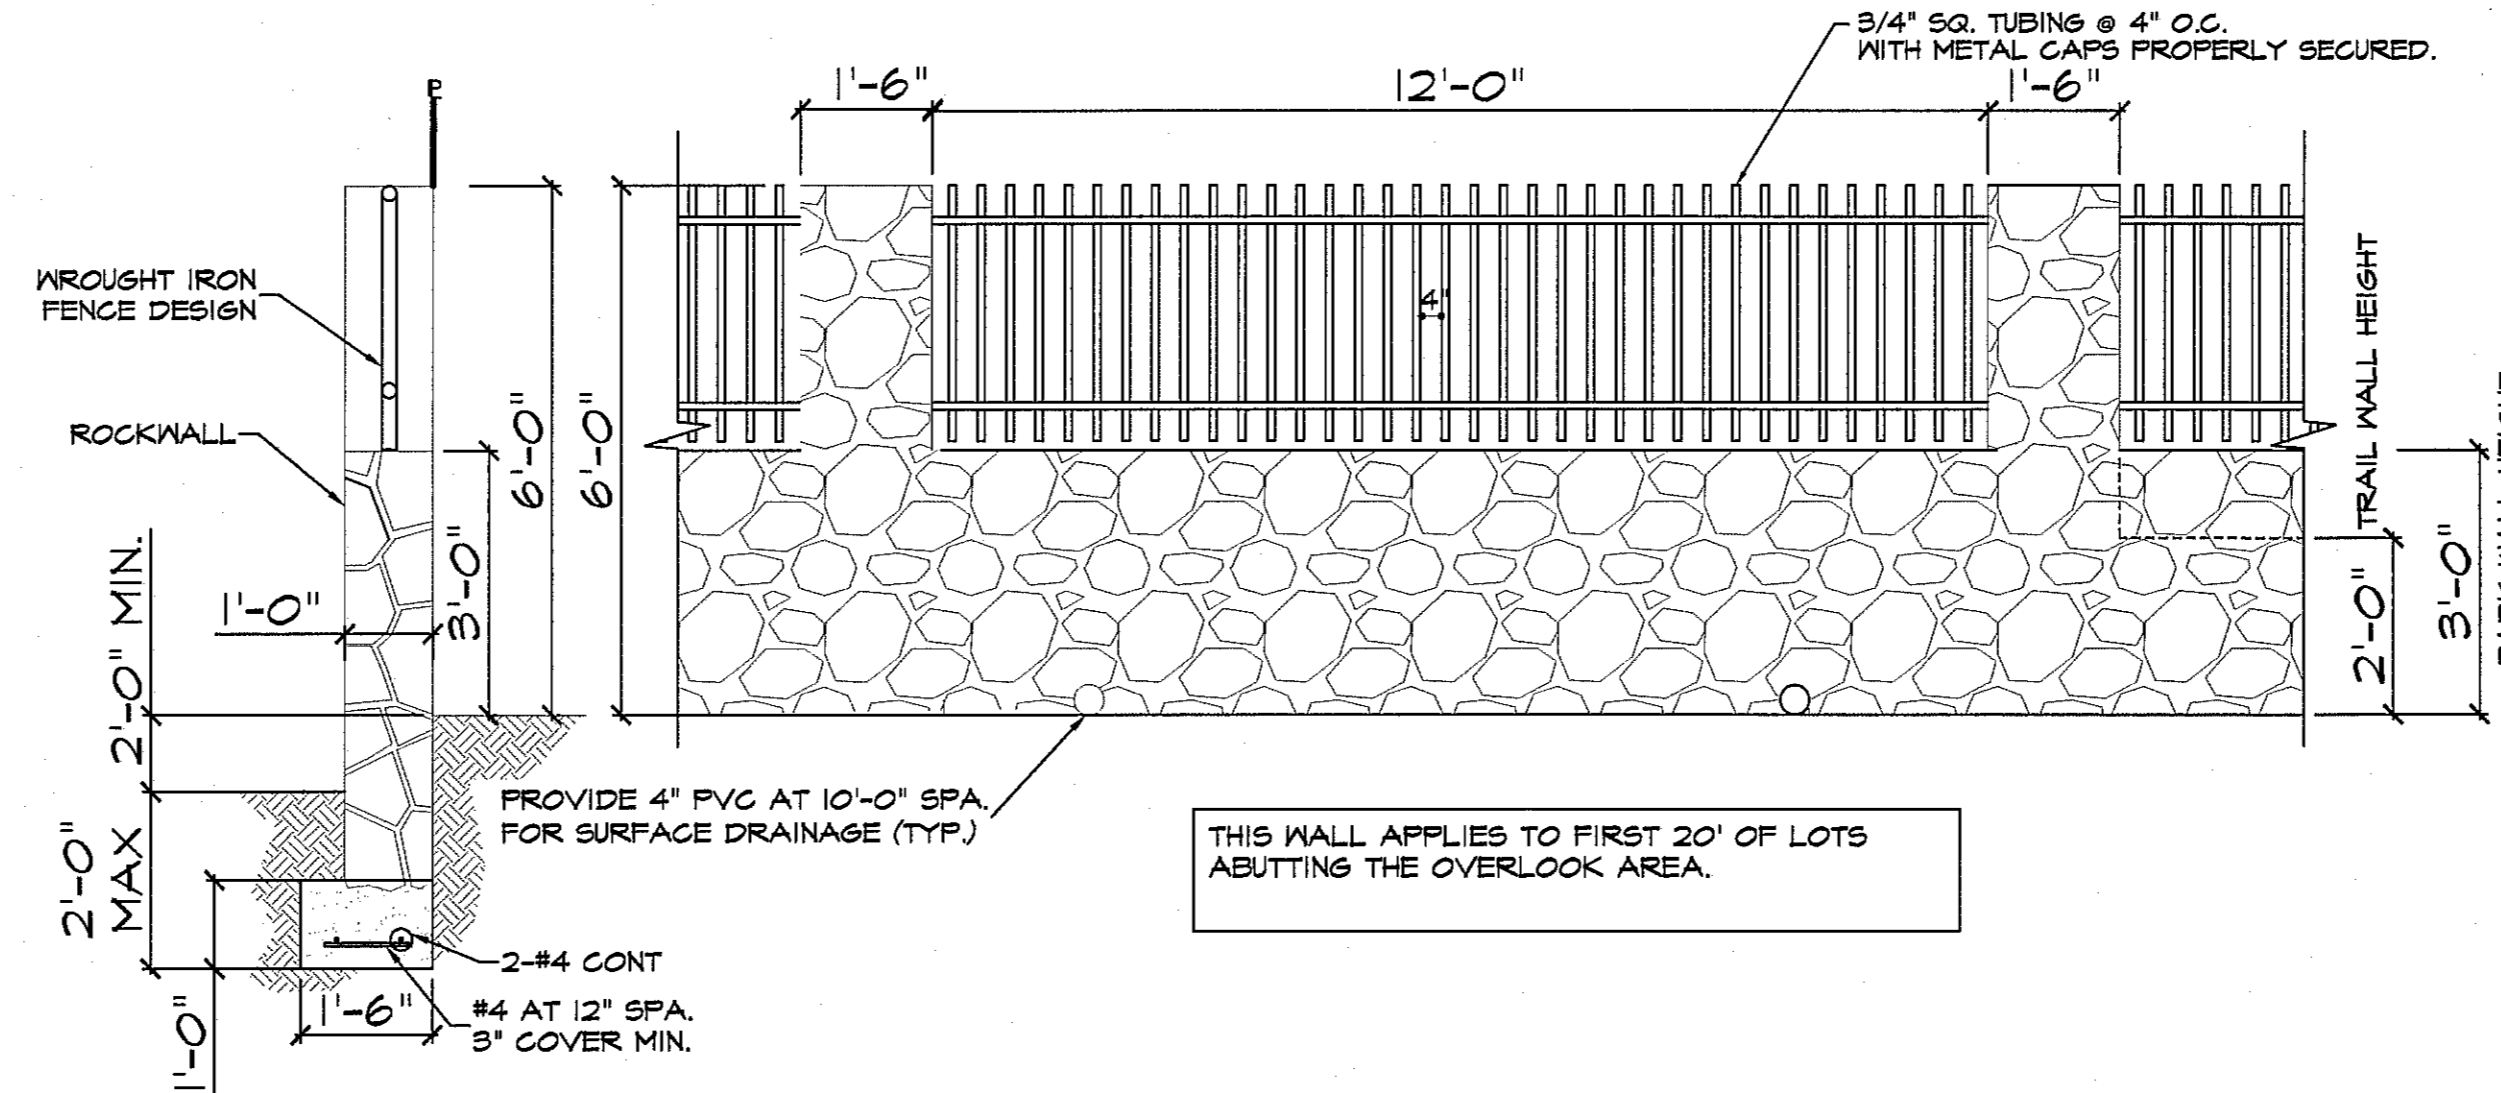 3/4" SQ. TUBING @ 4" O.C.
WITH METAL CAPS PROPERLY SECURED.
1'-6"
12'-0"
1'-6"
P
WROUGHT IRON
FENCE DESIGN
ROCKWALL
6'-0"
6'-0"
3'-0"
1'-0"
2'-0" MIN.
2'-0"
MAX
1'-0"
1'-6"
4"
TRAIL WALL HEIGHT
2'-0"
3'-0"
PROVIDE 4" PVC AT 10'-0" SPA.
FOR SURFACE DRAINAGE (TYP.)
THIS WALL APPLIES TO FIRST 20' OF LOTS
ABUTTING THE OVERLOOK AREA.
2-#4 CONT
#4 AT 12" SPA.
3" COVER MIN.